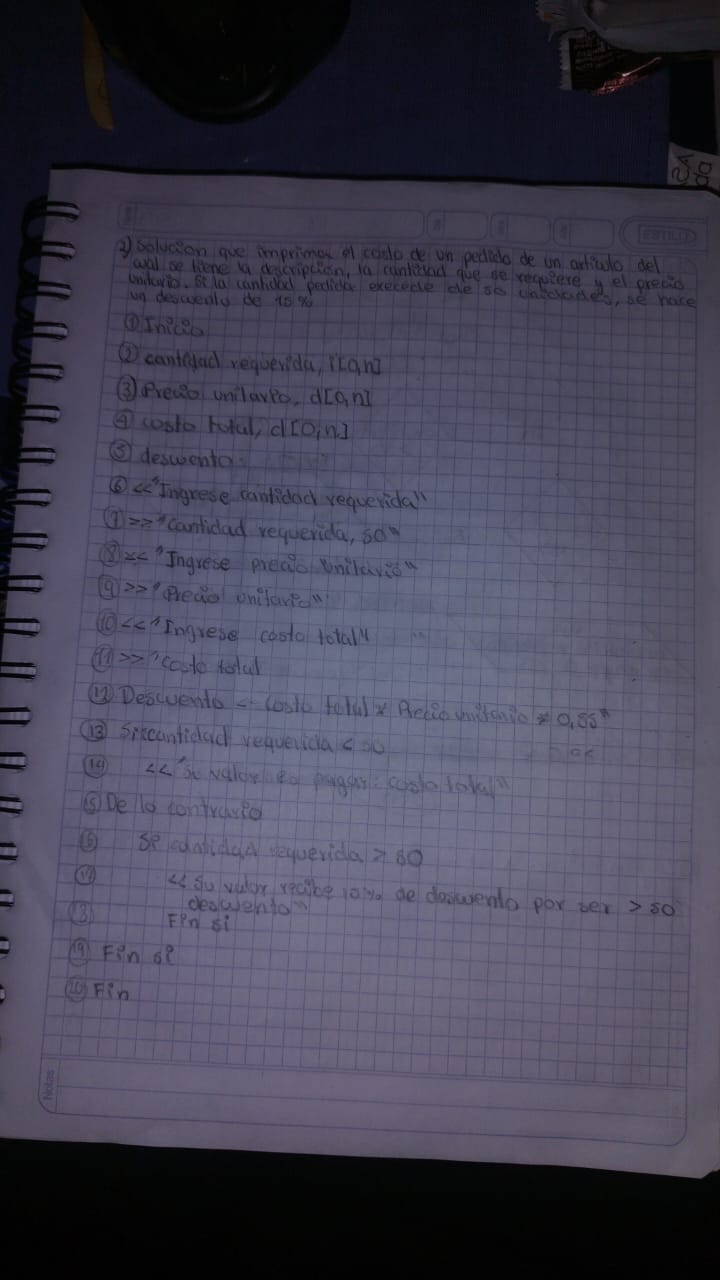 ESTILO
2) Solucion que imprima el costo de un pedido de un artículo del
cual se tiene la descripción, la cantidad que se requiere y el precio
unitario. Si la cantidad pedida execede de 50 unidades, se hace
un descuento de 15%
① Inicio
② cantidad requerida, i[0,n]
③ Precio unitario, d[0,n]
④ costo total, d[0,n]
⑤ descuento
⑥ <<"Ingrese cantidad requerida"
⑦ >>"Cantidad requerida, 50"
⑧ << "Ingrese precio Unitario"
⑨ >>"Precio unitario"
⑩ <<"Ingrese costo total"
⑪ >>"Costo total
⑫ Descuento <- Costo total * Precio unitario * 0,85"
⑬ Si cantidad requerida < 50
<<
⑭ <<"Su valor a pagar: costo total"
⑮ De lo contrario
⑯ Si cantidad requerida > 50
⑰ << Su valor recibe 15% de descuento por ser > 50
descuento"
⑱ Fin si
⑲ Fin si
⑳ Fin
Notas